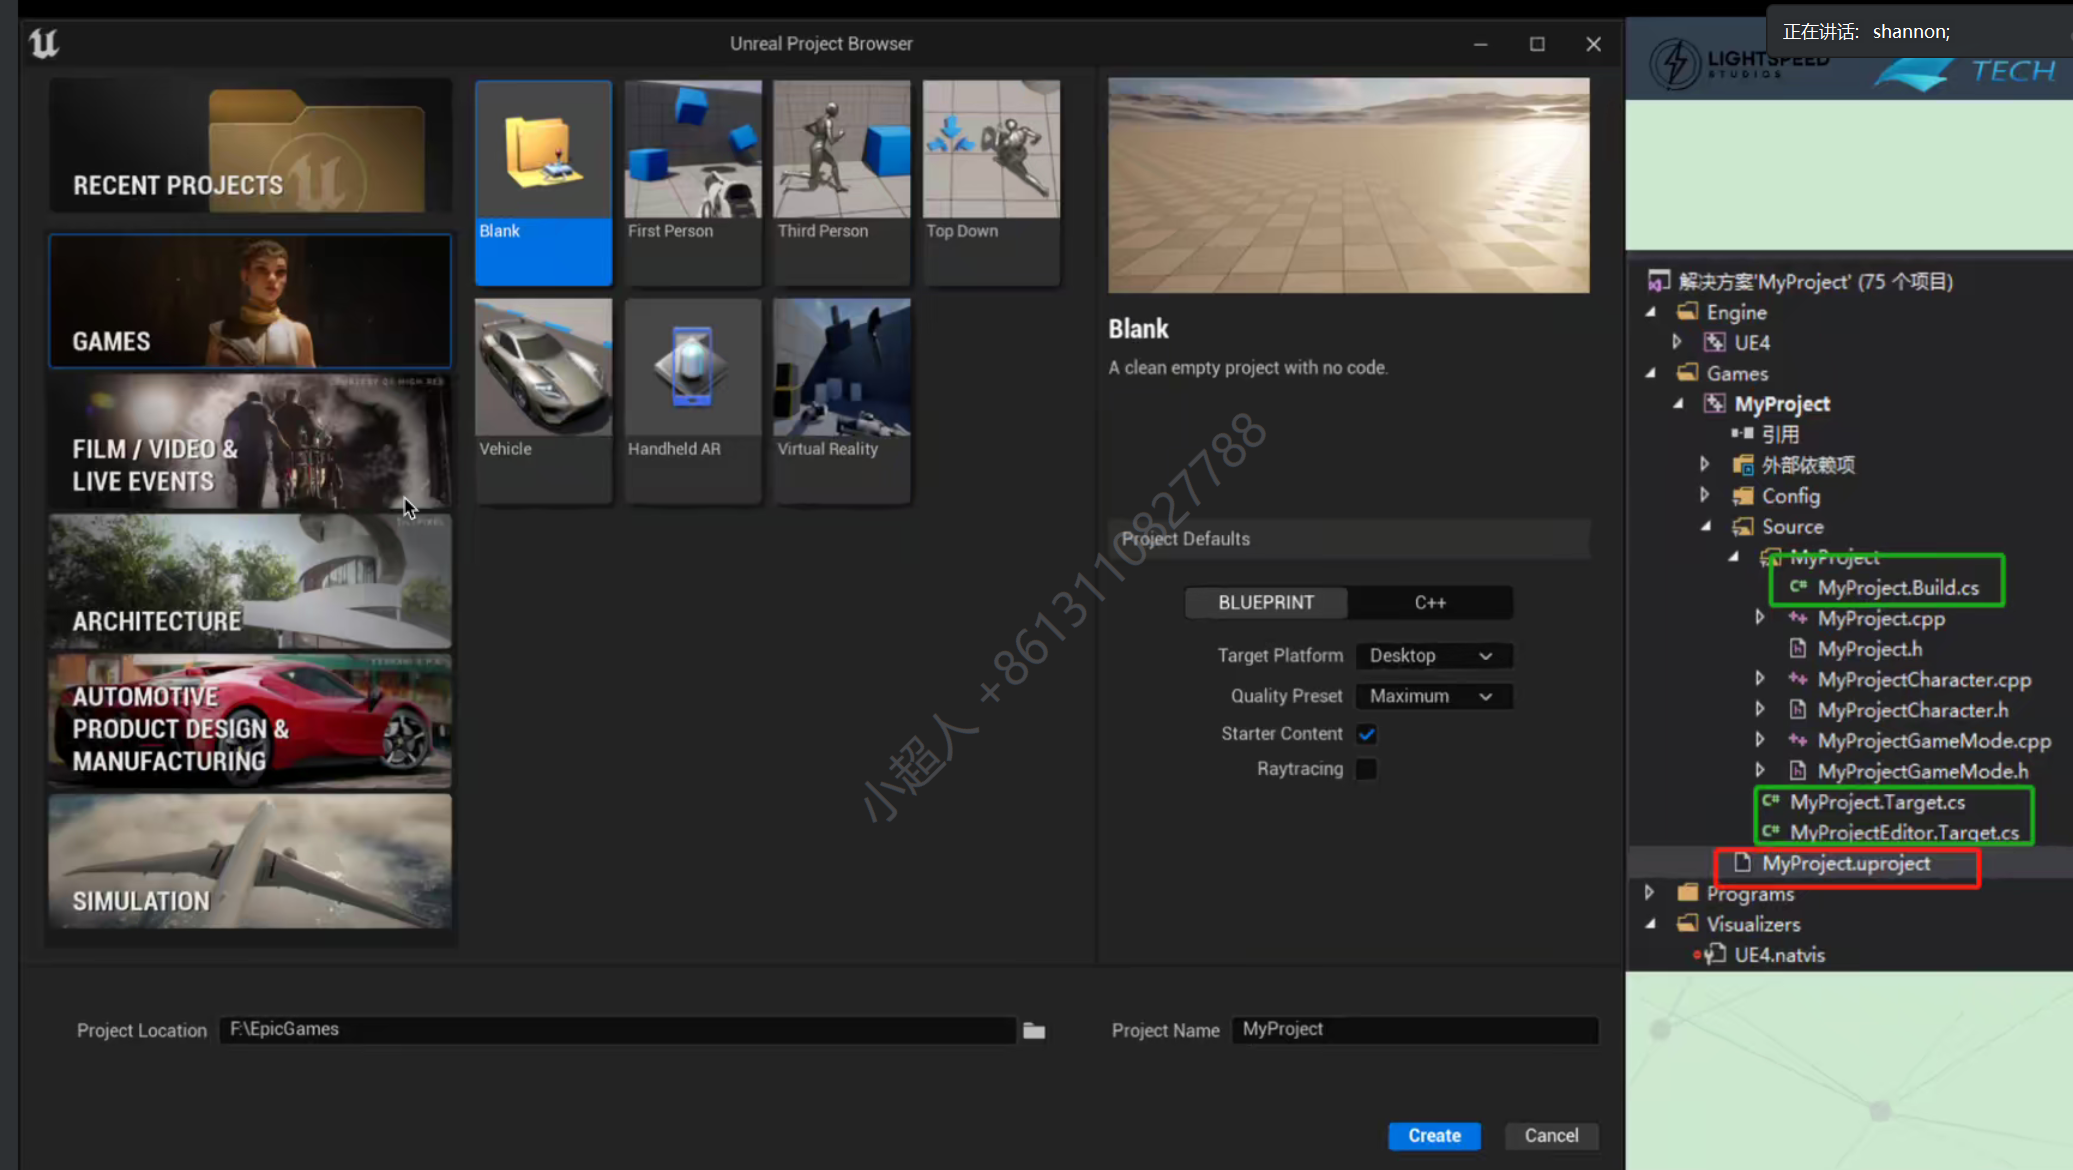 Unreal Project Browser
正在讲话: shannon;
LIGHTSPEED
STUDIOS
TECH
RECENT PROJECTS
GAMES
FILM / VIDEO &
LIVE EVENTS
ARCHITECTURE
AUTOMOTIVE
PRODUCT DESIGN &
MANUFACTURING
SIMULATION
Blank
First Person
Third Person
Top Down
Vehicle
Handheld AR
Virtual Reality
Blank
A clean empty project with no code.
Project Defaults
BLUEPRINT
C++
Target Platform
Desktop
Quality Preset
Maximum
Starter Content
Raytracing
小超人 +8613110827788
Project Location
F:\EpicGames
Project Name
MyProject
Create
Cancel
解决方案'MyProject' (75 个项目)
Engine
UE4
Games
MyProject
引用
外部依赖项
Config
Source
MyProject
C# MyProject.Build.cs
MyProject.cpp
MyProject.h
MyProjectCharacter.cpp
MyProjectCharacter.h
MyProjectGameMode.cpp
MyProjectGameMode.h
C# MyProject.Target.cs
C# MyProjectEditor.Target.cs
MyProject.uproject
Programs
Visualizers
UE4.natvis